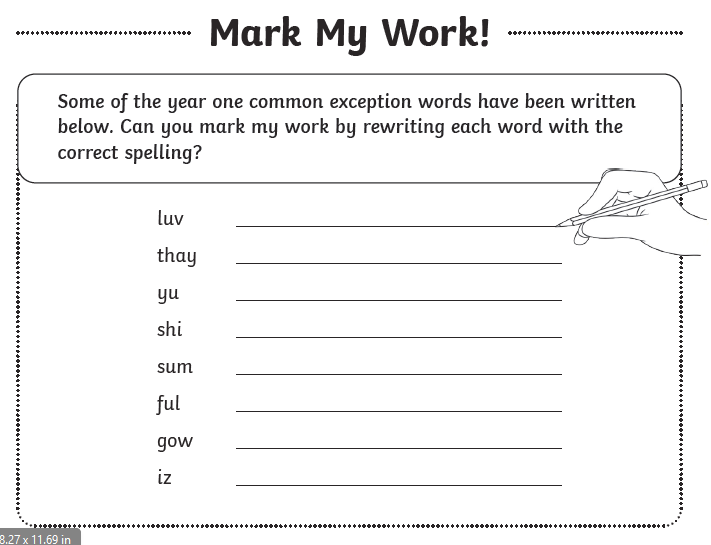 Mark My Work!
Some of the year one common exception words have been written
below. Can you mark my work by rewriting each word with the
correct spelling?
luv
thay
yu
shi
sum
ful
gow
iz
8.27 x 11.69 in